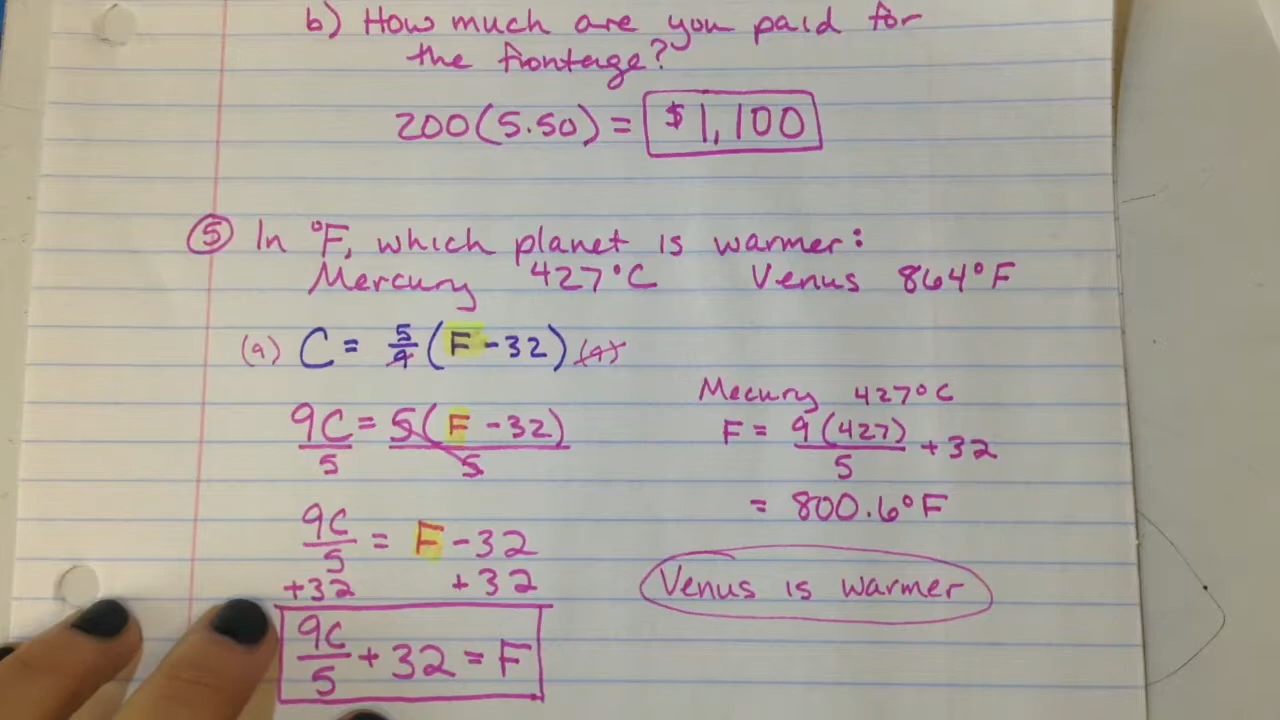 b) How much are you paid for
the frontage?
200(5.50) = $1,100
⑤ In °F, which planet is warmer:
Mercury 427°C Venus 864°F
(a) C = 5/9 (F - 32) (9)
9C/5 = 5(F - 32)/5
9C/5 = F - 32
+32 +32
9C/5 + 32 = F
Mecury 427°C
F = 9(427)/5 + 32
= 800.6°F
Venus is warmer